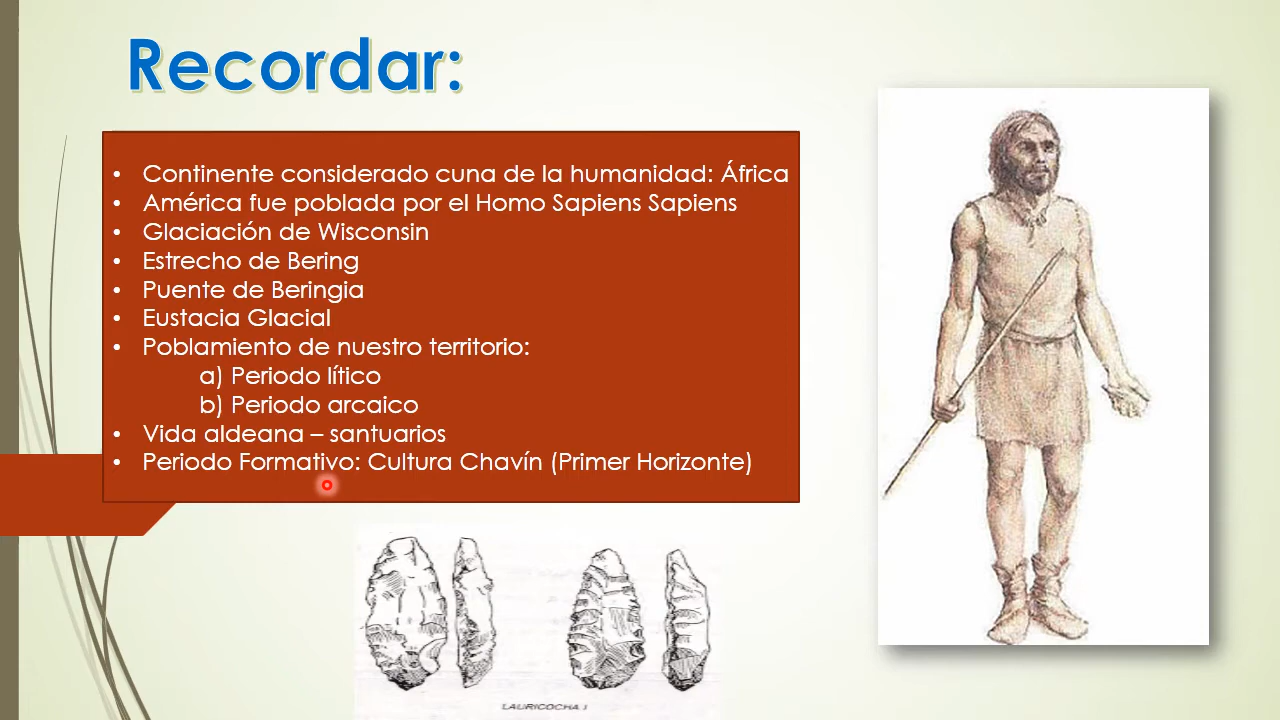 Recordar:
• Continente considerado cuna de la humanidad: África
• América fue poblada por el Homo Sapiens Sapiens
• Glaciación de Wisconsin
• Estrecho de Bering
• Puente de Beringia
• Eustacia Glacial
• Poblamiento de nuestro territorio:
a) Periodo lítico
b) Periodo arcaico
• Vida aldeana – santuarios
• Periodo Formativo: Cultura Chavín (Primer Horizonte)
LAURICOCHA I